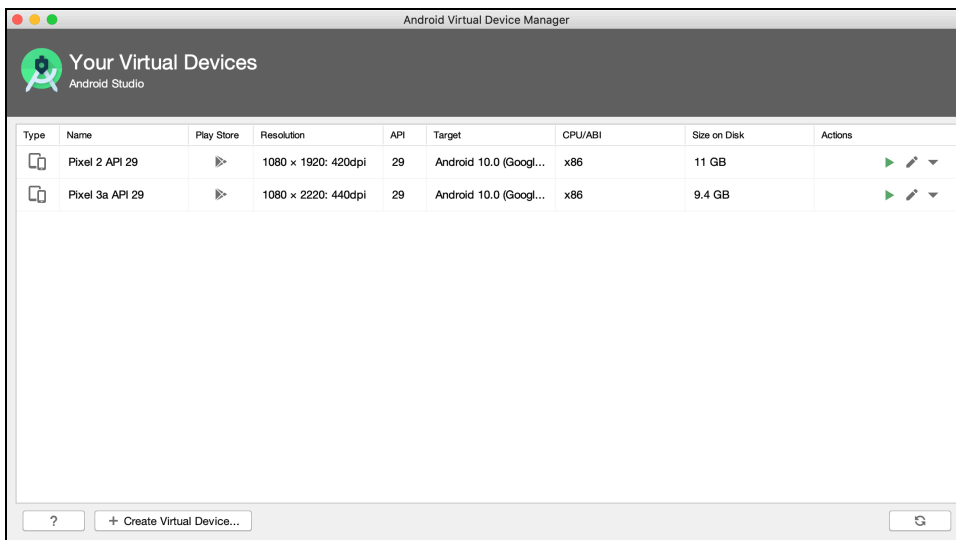 Android Virtual Device Manager
Your Virtual Devices
Android Studio
Type Name Play Store Resolution API Target CPU/ABI Size on Disk Actions
Pixel 2 API 29 1080 × 1920: 420dpi 29 Android 10.0 (Googl... x86 11 GB
Pixel 3a API 29 1080 × 2220: 440dpi 29 Android 10.0 (Googl... x86 9.4 GB
? + Create Virtual Device...